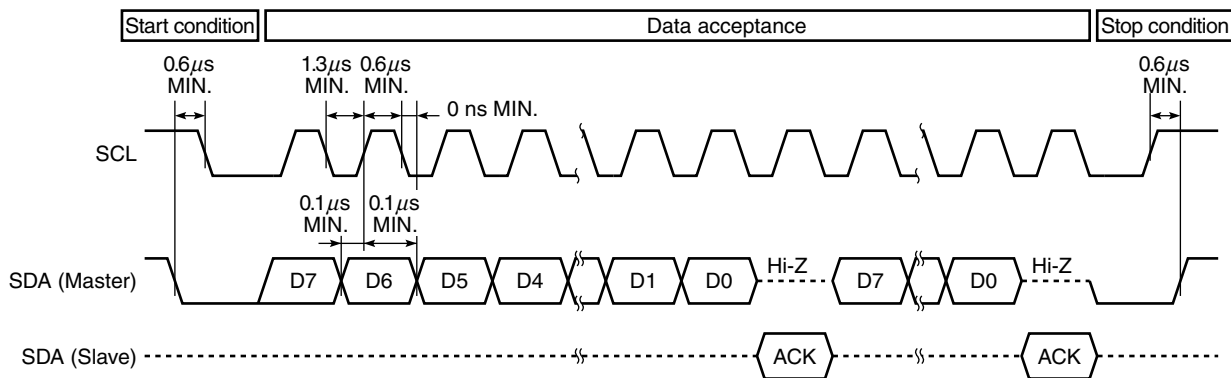 Start condition
Data acceptance
Stop condition
0.6μs
MIN.
1.3μs
MIN.
0.6μs
MIN.
0 ns MIN.
0.6μs
MIN.
SCL
0.1μs
MIN.
0.1μs
MIN.
SDA (Master)
D7
D6
D5
D4
D1
D0
Hi-Z
D7
D0
Hi-Z
SDA (Slave)
ACK
ACK